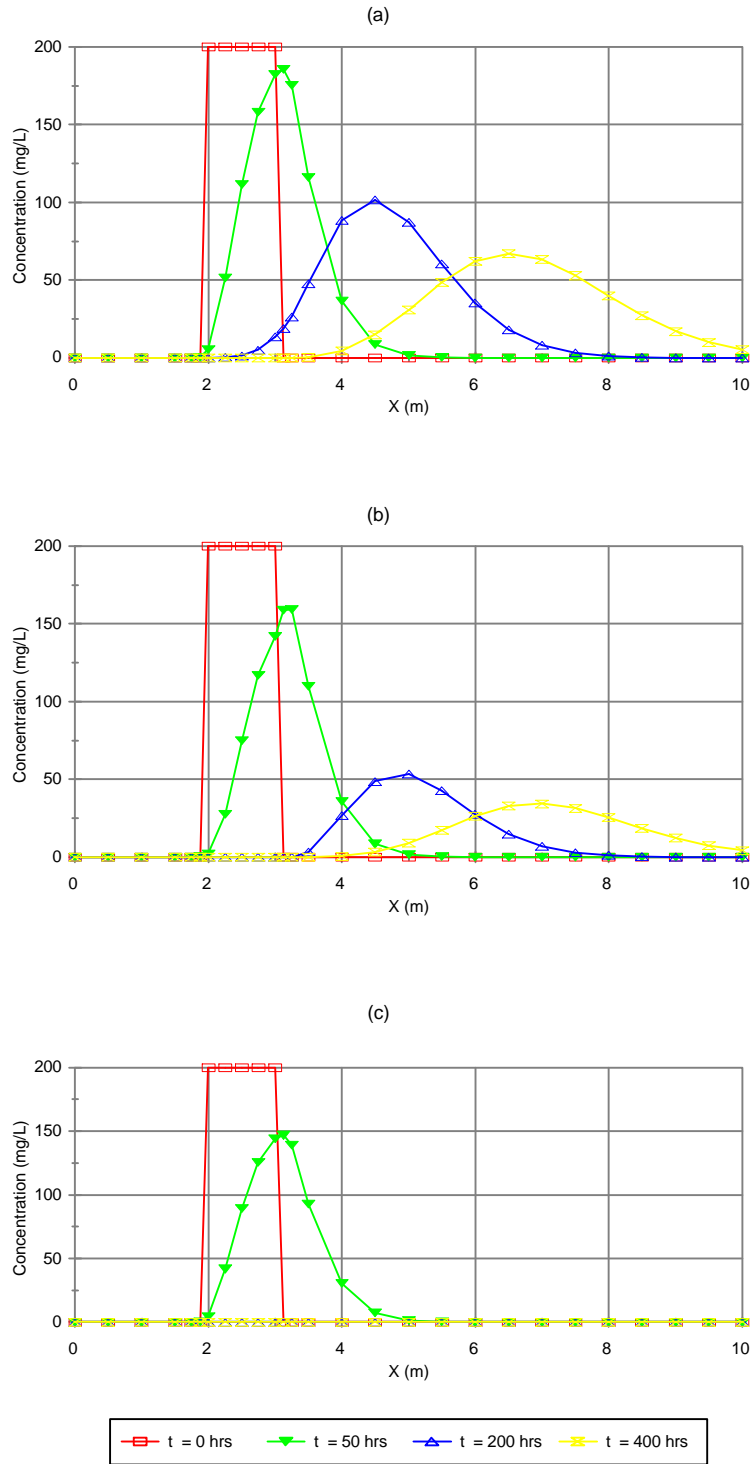 (a)
Concentration (mg/L)
200
150
100
50
0
0 2 4 6 8 10
X (m)
(b)
Concentration (mg/L)
200
150
100
50
0
0 2 4 6 8 10
X (m)
(c)
Concentration (mg/L)
200
150
100
50
0
0 2 4 6 8 10
X (m)
t = 0 hrs t = 50 hrs t = 200 hrs t = 400 hrs